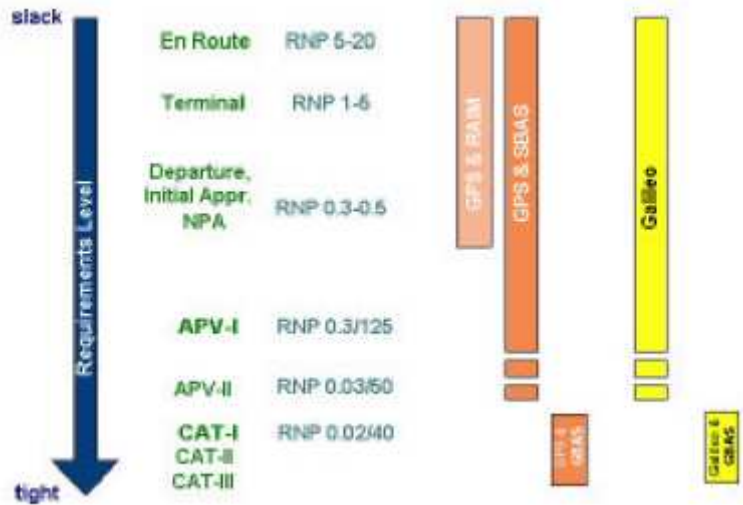 slack
En Route RNP 5-20
Terminal RNP 1-5
Departure,
Initial Appr.
NPA RNP 0.3-0.5
APV-I RNP 0.3/125
APV-II RNP 0.03/50
CAT-I RNP 0.02/40
CAT-II
CAT-III
tight
Requirements Level
GPS & RAIM
GPS & SBAS
Galileo
GPS &
GBAS
Galileo &
GBAS